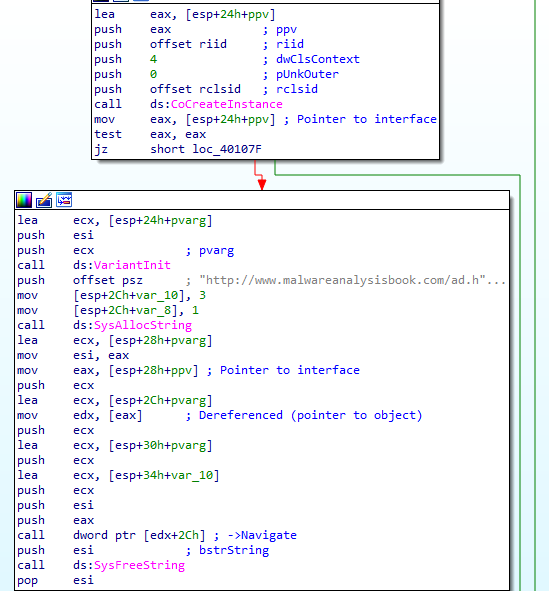 lea eax, [esp+24h+ppv]
push eax ; ppv
push offset riid ; riid
push 4 ; dwClsContext
push 0 ; pUnkOuter
push offset rclsid ; rclsid
call ds:CoCreateInstance
mov eax, [esp+24h+ppv] ; Pointer to interface
test eax, eax
jz short loc_40107F
lea ecx, [esp+24h+pvarg]
push esi
push ecx ; pvarg
call ds:VariantInit
push offset psz ; "http://www.malwareanalysisbook.com/ad.h"...
mov [esp+2Ch+var_10], 3
mov [esp+2Ch+var_8], 1
call ds:SysAllocString
lea ecx, [esp+28h+pvarg]
mov esi, eax
mov eax, [esp+28h+ppv] ; Pointer to interface
push ecx
lea ecx, [esp+2Ch+pvarg]
mov edx, [eax] ; Dereferenced (pointer to object)
push ecx
lea ecx, [esp+30h+pvarg]
push ecx
lea ecx, [esp+34h+var_10]
push ecx
push esi
push eax
call dword ptr [edx+2Ch] ; ->Navigate
push esi ; bstrString
call ds:SysFreeString
pop esi